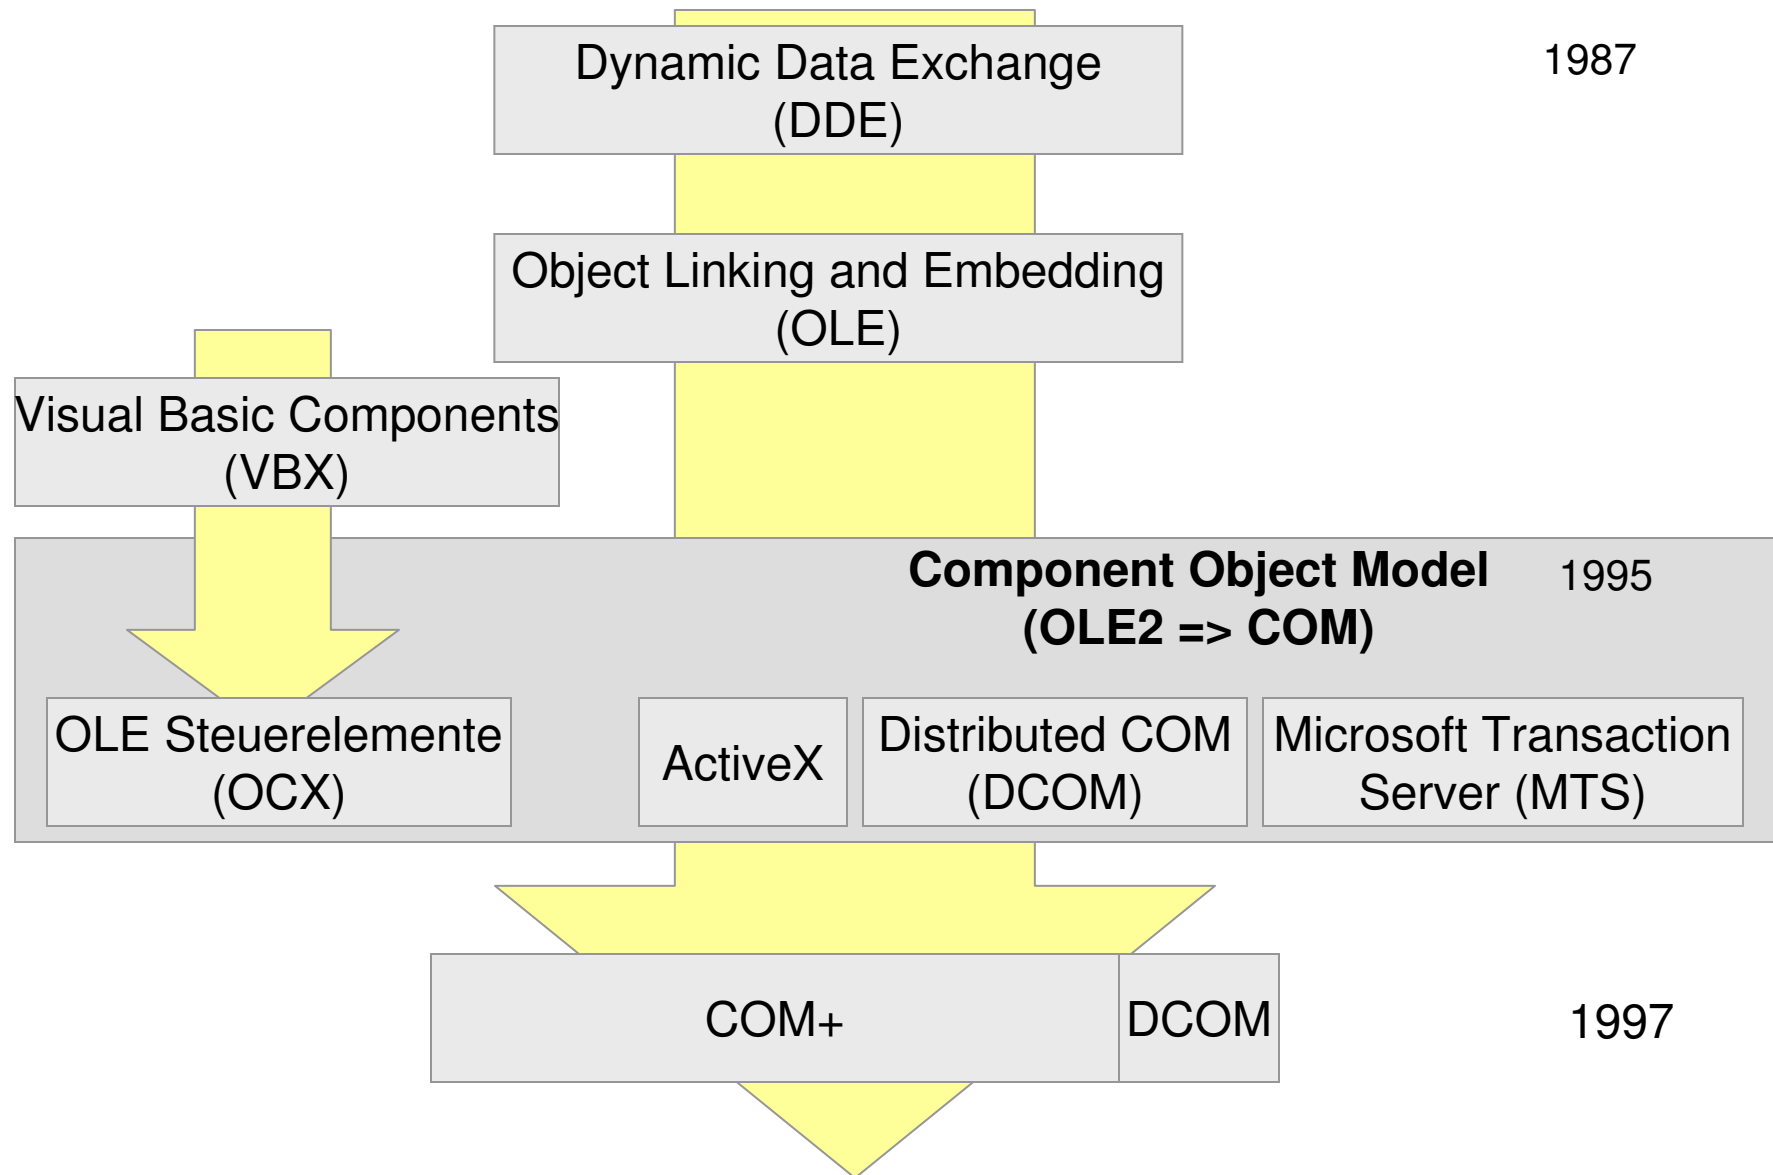 Dynamic Data Exchange
(DDE)
1987
Object Linking and Embedding
(OLE)
Visual Basic Components
(VBX)
Component Object Model
(OLE2 => COM)
1995
OLE Steuerelemente
(OCX)
ActiveX
Distributed COM
(DCOM)
Microsoft Transaction
Server (MTS)
COM+
DCOM
1997